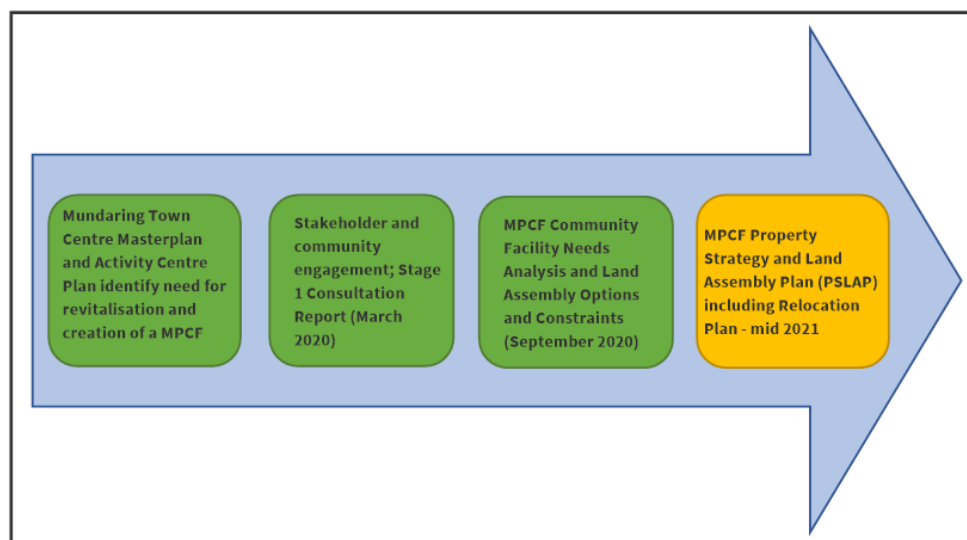 Mundaring Town
Centre Masterplan
and Activity Centre
Plan identify need for
revitalisation and
creation of a MPCF
Stakeholder and
community
engagement; Stage
1 Consultation
Report (March
2020)
MPCF Community
Facility Needs
Analysis and Land
Assembly Options
and Constraints
(September 2020)
MPCF Property
Strategy and Land
Assembly Plan (PSLAP)
including Relocation
Plan - mid 2021